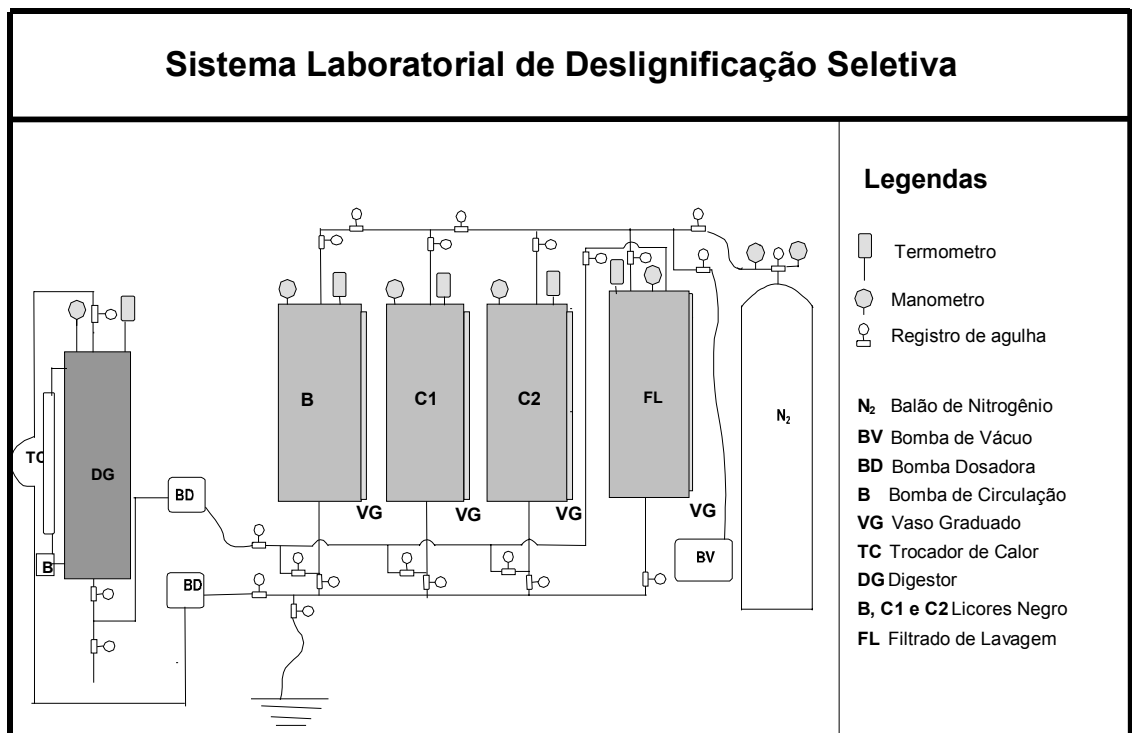 Sistema Laboratorial de Deslignificação Seletiva
Legendas
Termometro
Manometro
Registro de agulha
N₂ Balão de Nitrogênio
BV Bomba de Vácuo
BD Bomba Dosadora
B Bomba de Circulação
VG Vaso Graduado
TC Trocador de Calor
DG Digestor
B, C1 e C2 Licores Negro
FL Filtrado de Lavagem
B
C1
C2
FL
N₂
TC
DG
BD
VG
VG
VG
VG
BV
B
BD